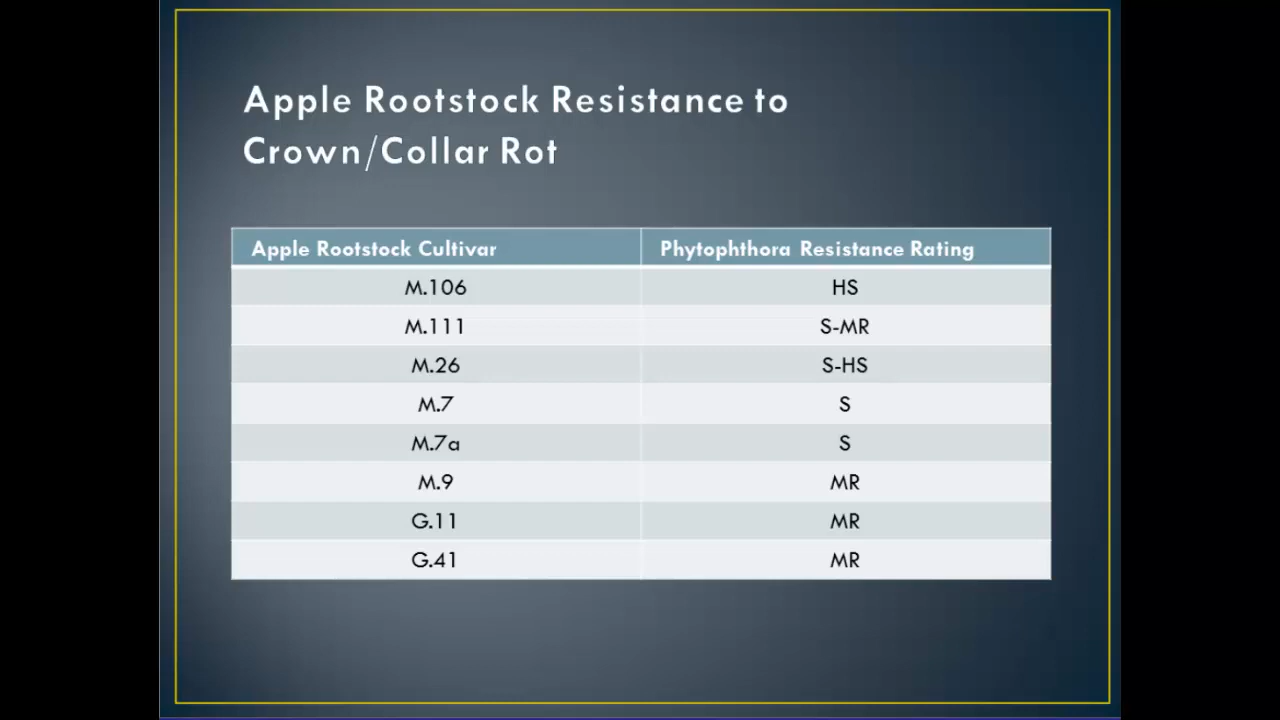 Apple Rootstock Resistance to
Crown/Collar Rot
Apple Rootstock Cultivar Phytophthora Resistance Rating
M.106 HS
M.111 S-MR
M.26 S-HS
M.7 S
M.7a S
M.9 MR
G.11 MR
G.41 MR